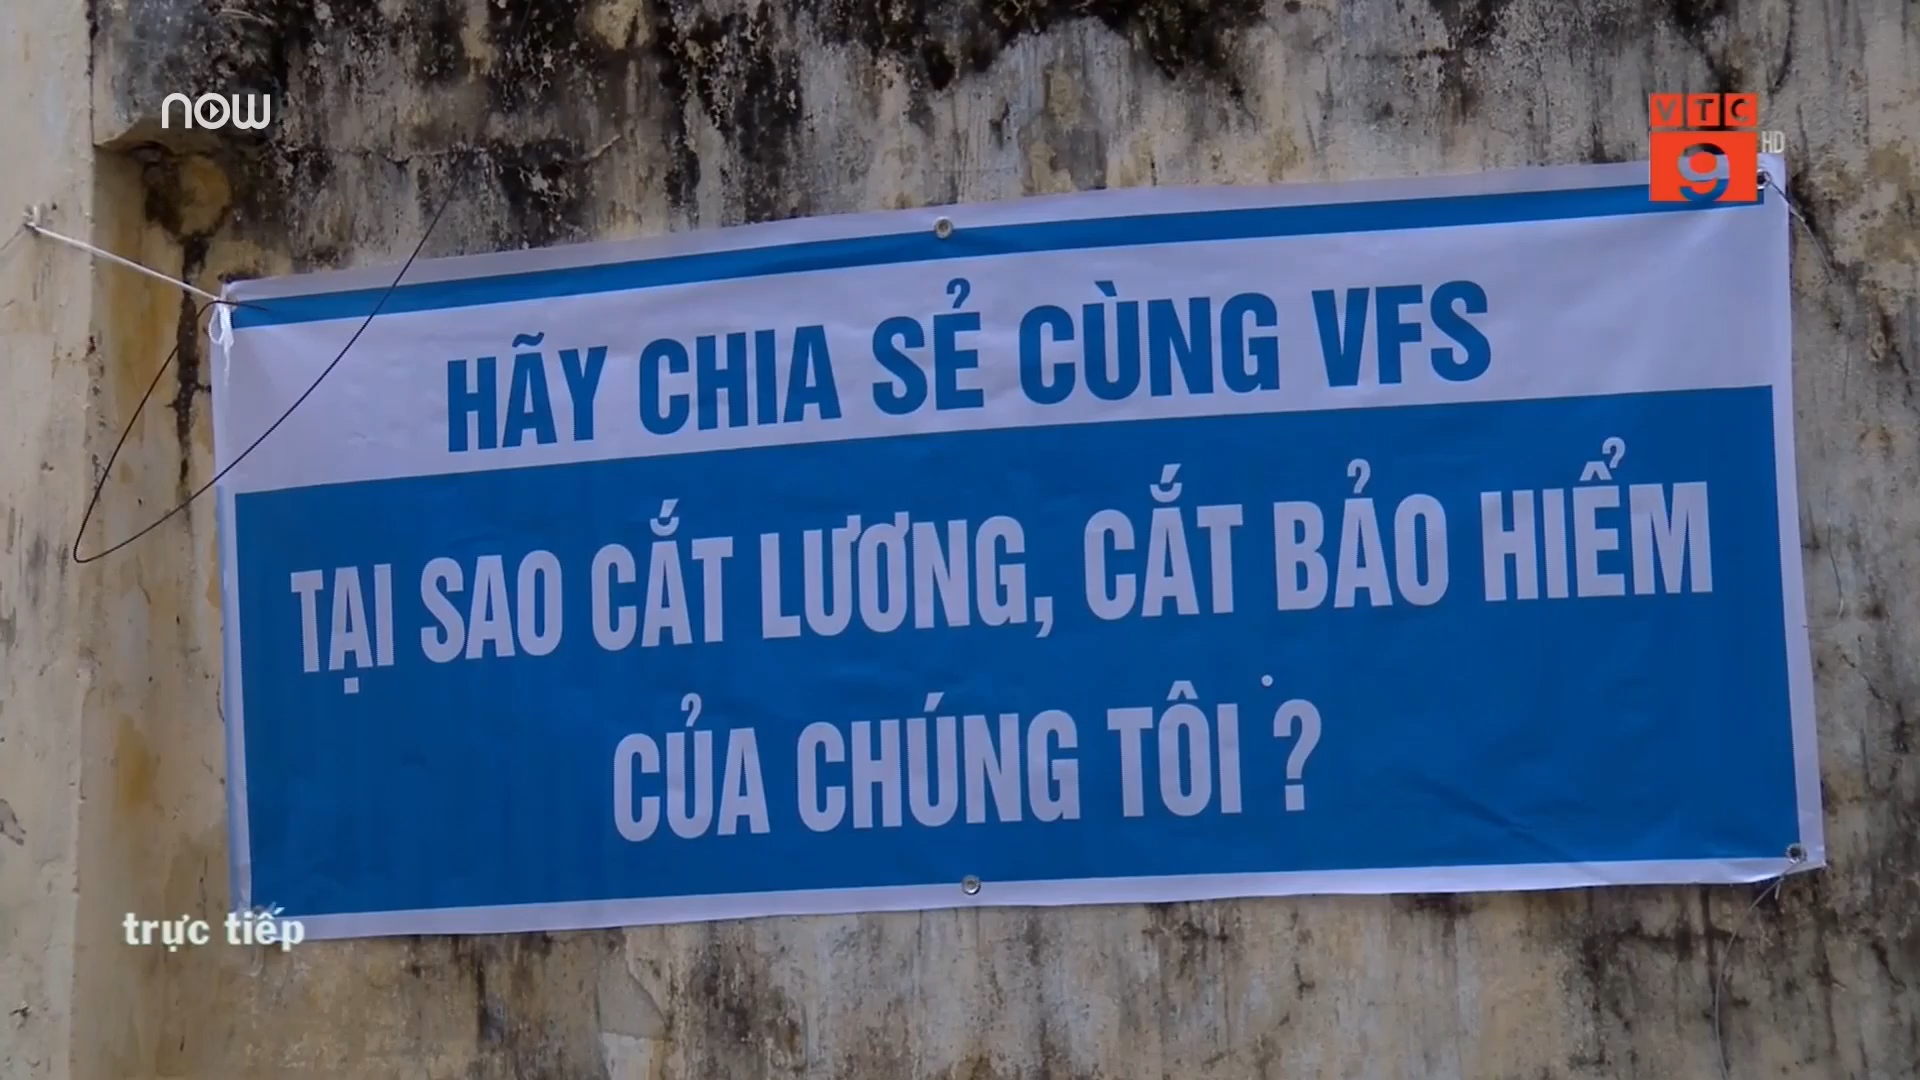 now
VTC
9
HD
HÃY CHIA SẺ CÙNG VFS
TẠI SAO CẮT LƯƠNG, CẮT BẢO HIỂM
CỦA CHÚNG TÔI ?
trực tiếp